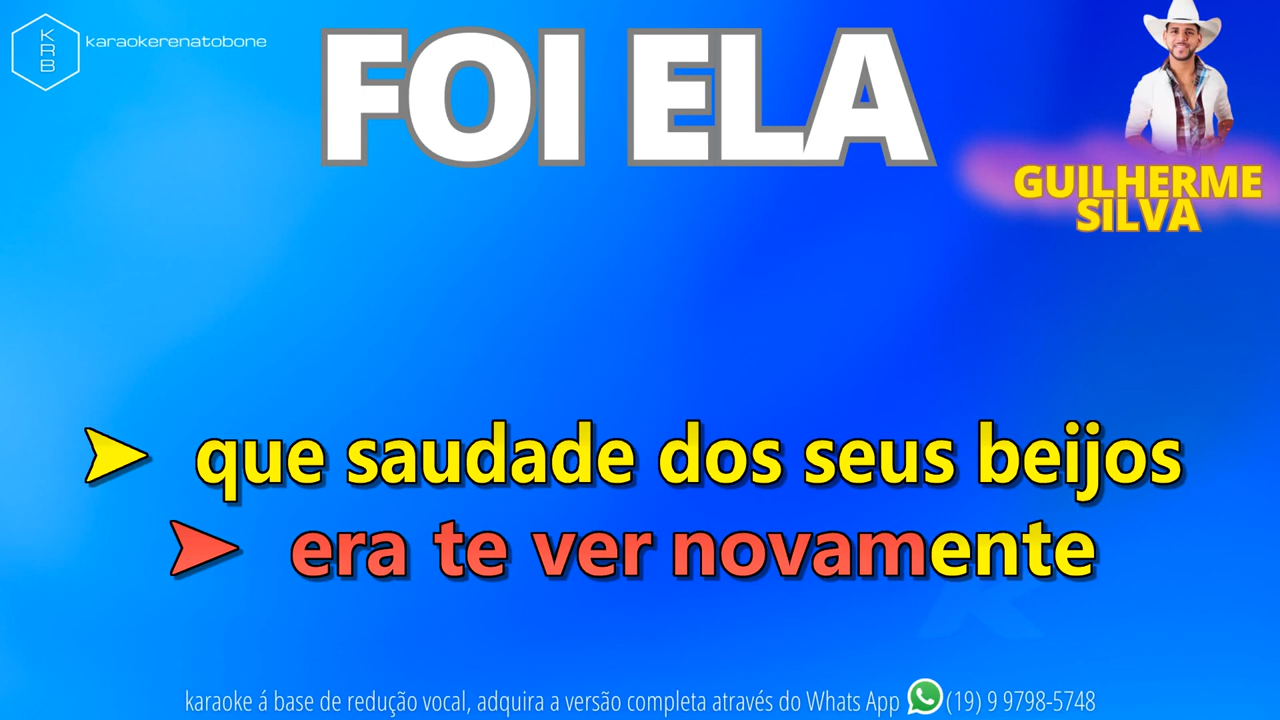 KRB
karaokerenatobone
FOI ELA
GUILHERME
SILVA
➤ que saudade dos seus beijos
➤ era te ver novamente
karaoke á base de redução vocal, adquira a versão completa através do Whats App (19) 9 9798-5748